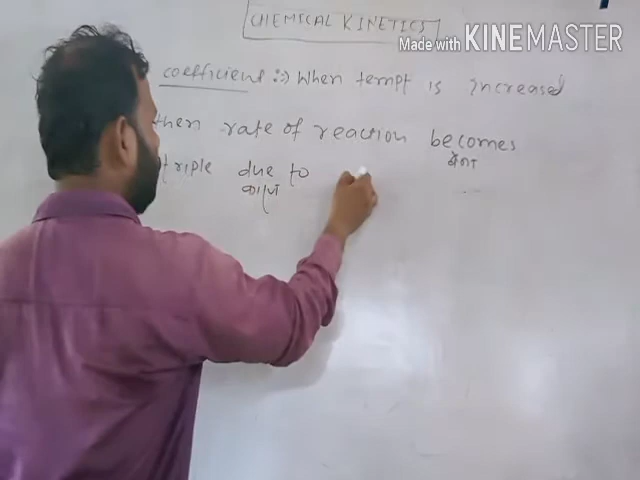 CHEMICAL KINETICS
Made with KINEMASTER
coefficient :-) When tempt is increased
then rate of reaction becomes
triple due to